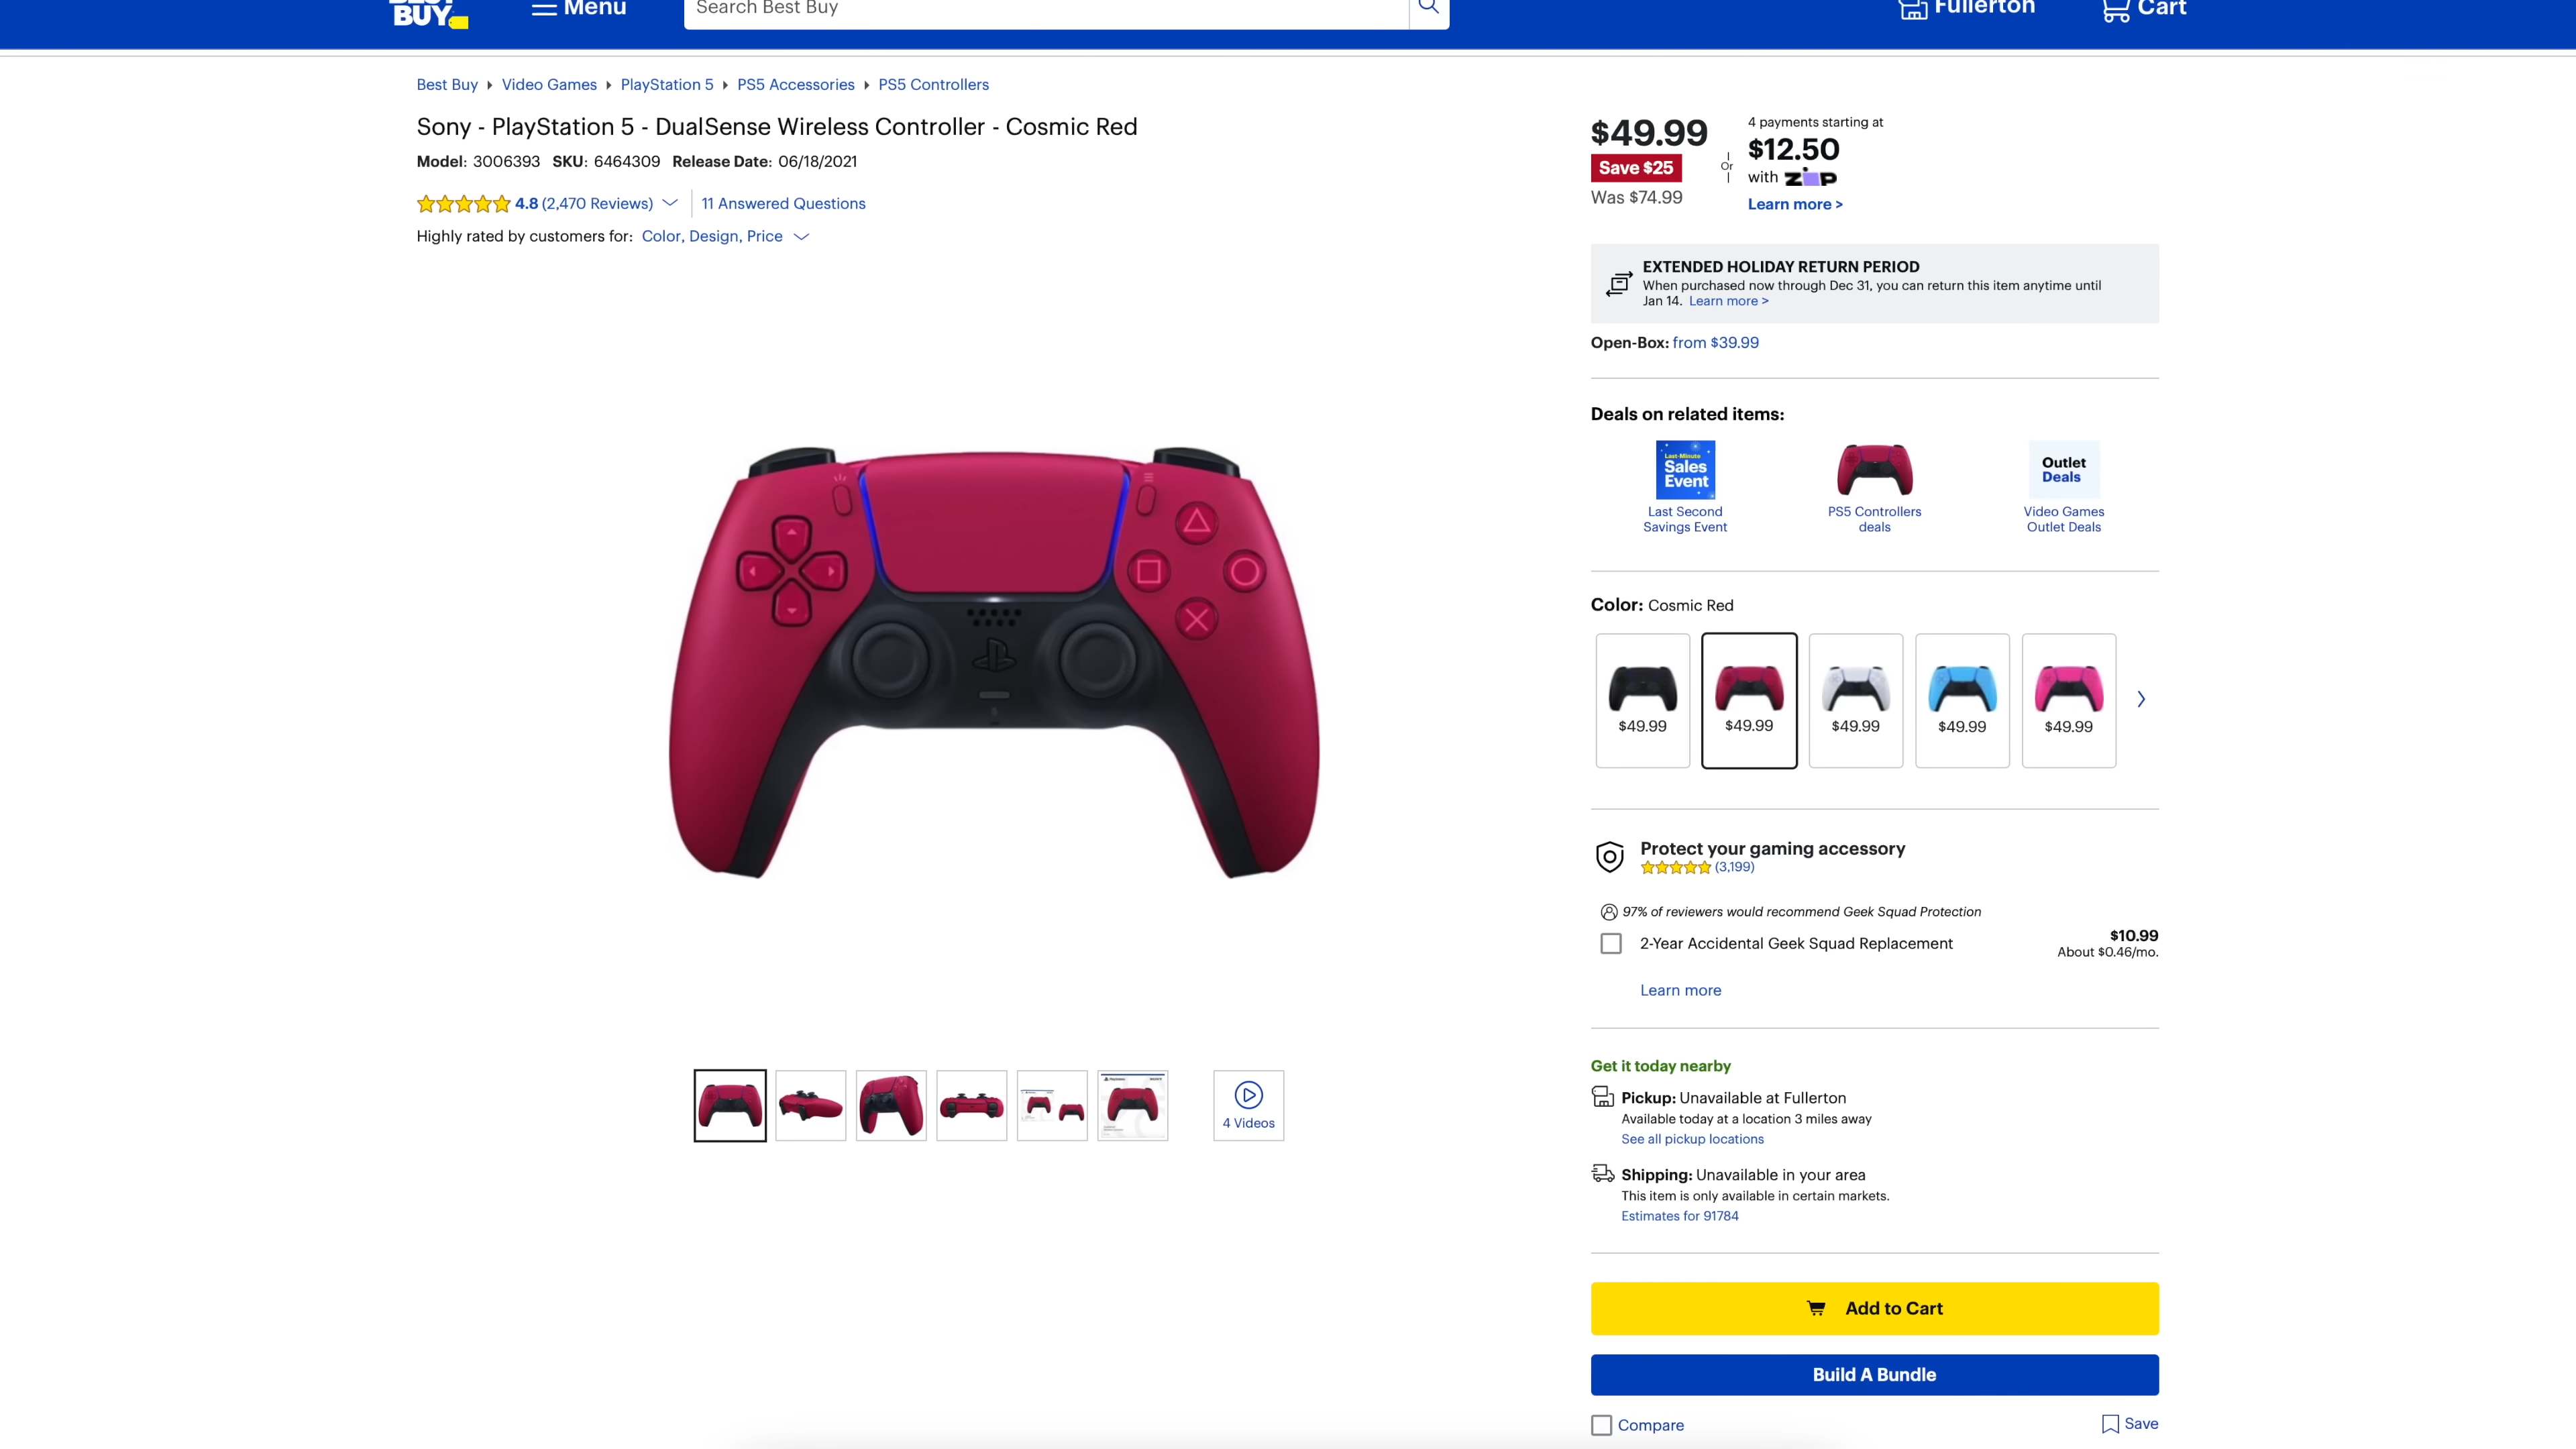 BEST
BUY
Menu
Search Best Buy
Fullerton
Cart
Best Buy
Video Games
PlayStation 5
PS5 Accessories
PS5 Controllers
Sony - PlayStation 5 - DualSense Wireless Controller - Cosmic Red
Model: 3006393 SKU: 6464309 Release Date: 06/18/2021
4.8 (2,470 Reviews)
11 Answered Questions
Highly rated by customers for: Color, Design, Price
4 Videos
$49.99
Save $25
Was $74.99
Or
4 payments starting at
$12.50
with zip
Learn more >
EXTENDED HOLIDAY RETURN PERIOD
When purchased now through Dec 31, you can return this item anytime until
Jan 14. Learn more >
Open-Box: from $39.99
Deals on related items:
Last-Minute
Sales
Event
Last Second
Savings Event
PS5 Controllers
deals
Outlet
Deals
Video Games
Outlet Deals
Color: Cosmic Red
$49.99
$49.99
$49.99
$49.99
$49.99
Protect your gaming accessory
(3,199)
97% of reviewers would recommend Geek Squad Protection
2-Year Accidental Geek Squad Replacement
$10.99
About $0.46/mo.
Learn more
Get it today nearby
Pickup: Unavailable at Fullerton
Available today at a location 3 miles away
See all pickup locations
Shipping: Unavailable in your area
This item is only available in certain markets.
Estimates for 91784
Add to Cart
Build A Bundle
Compare
Save